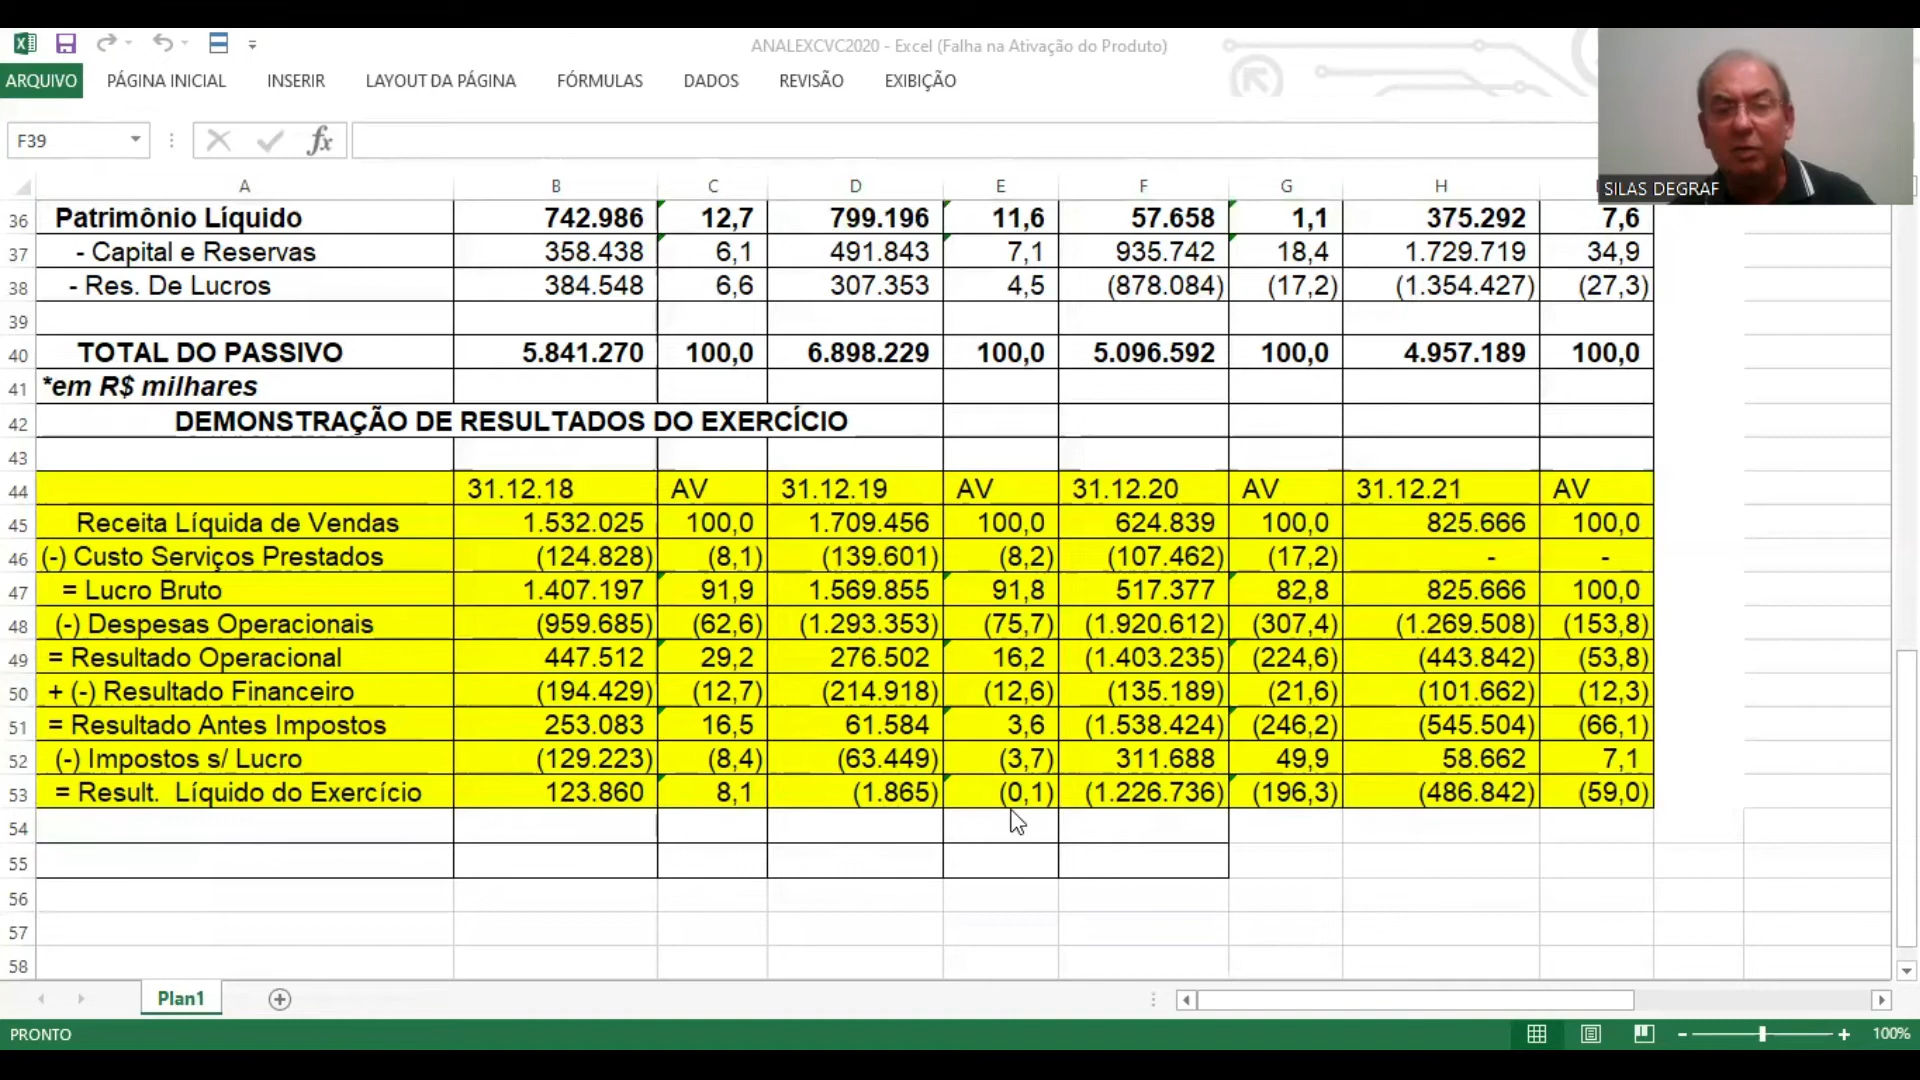 ANALEXCVC2020 - Excel (Falha na Ativação do Produto)
ARQUIVO PÁGINA INICIAL INSERIR LAYOUT DA PÁGINA FÓRMULAS DADOS REVISÃO EXIBIÇÃO
F39 fx
SILAS DEGRAF
A B C D E F G H
36 Patrimônio Líquido 742.986 12,7 799.196 11,6 57.658 1,1 375.292 7,6
37 - Capital e Reservas 358.438 6,1 491.843 7,1 935.742 18,4 1.729.719 34,9
38 - Res. De Lucros 384.548 6,6 307.353 4,5 (878.084) (17,2) (1.354.427) (27,3)
39
40 TOTAL DO PASSIVO 5.841.270 100,0 6.898.229 100,0 5.096.592 100,0 4.957.189 100,0
41 *em R$ milhares
42 DEMONSTRAÇÃO DE RESULTADOS DO EXERCÍCIO
43
44 31.12.18 AV 31.12.19 AV 31.12.20 AV 31.12.21 AV
45 Receita Líquida de Vendas 1.532.025 100,0 1.709.456 100,0 624.839 100,0 825.666 100,0
46 (-) Custo Serviços Prestados (124.828) (8,1) (139.601) (8,2) (107.462) (17,2) - -
47 = Lucro Bruto 1.407.197 91,9 1.569.855 91,8 517.377 82,8 825.666 100,0
48 (-) Despesas Operacionais (959.685) (62,6) (1.293.353) (75,7) (1.920.612) (307,4) (1.269.508) (153,8)
49 = Resultado Operacional 447.512 29,2 276.502 16,2 (1.403.235) (224,6) (443.842) (53,8)
50 + (-) Resultado Financeiro (194.429) (12,7) (214.918) (12,6) (135.189) (21,6) (101.662) (12,3)
51 = Resultado Antes Impostos 253.083 16,5 61.584 3,6 (1.538.424) (246,2) (545.504) (66,1)
52 (-) Impostos s/ Lucro (129.223) (8,4) (63.449) (3,7) 311.688 49,9 58.662 7,1
53 = Result. Líquido do Exercício 123.860 8,1 (1.865) (0,1) (1.226.736) (196,3) (486.842) (59,0)
54
55
56
57
58
Plan1
PRONTO 100%